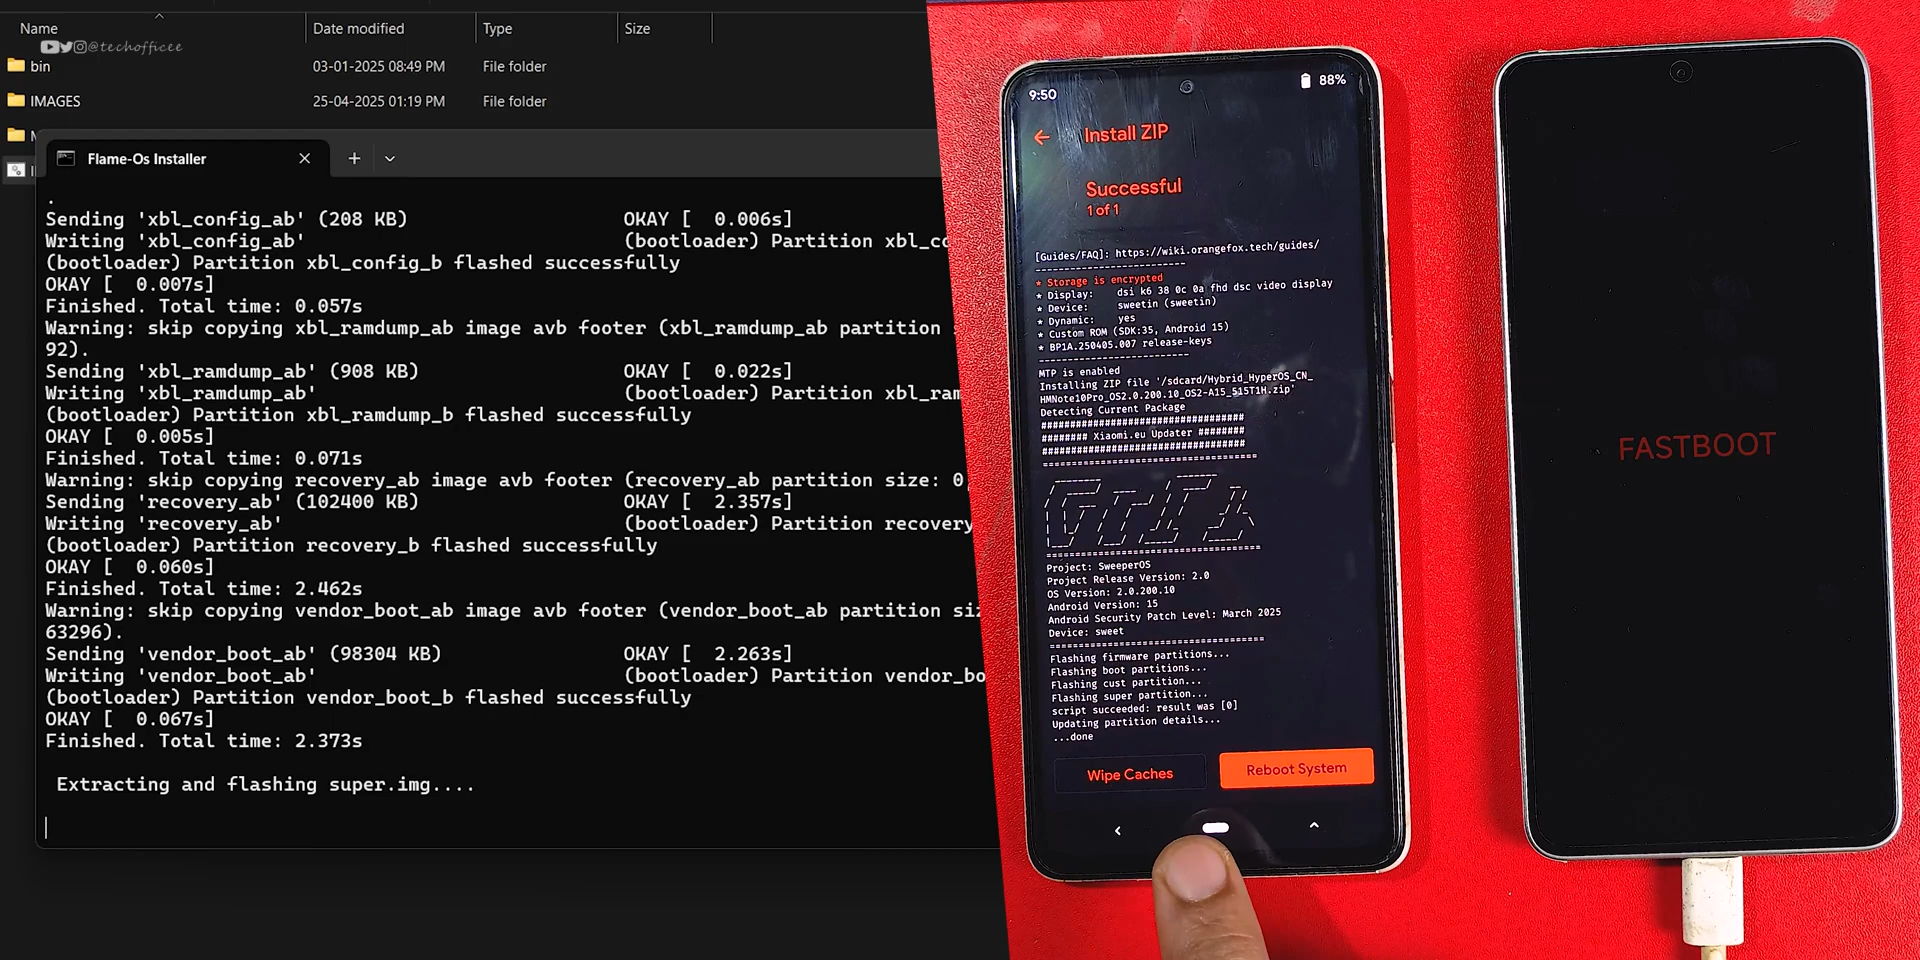 Name
Date modified
Type
Size
@techofficee
bin
03-01-2025 08:49 PM
File folder
IMAGES
25-04-2025 01:19 PM
File folder
Flame-Os Installer
.
Sending 'xbl_config_ab' (208 KB) OKAY [ 0.006s]
Writing 'xbl_config_ab' (bootloader) Partition xbl_co
(bootloader) Partition xbl_config_b flashed successfully
OKAY [ 0.007s]
Finished. Total time: 0.057s
Warning: skip copying xbl_ramdump_ab image avb footer (xbl_ramdump_ab partition s
92).
Sending 'xbl_ramdump_ab' (908 KB) OKAY [ 0.022s]
Writing 'xbl_ramdump_ab' (bootloader) Partition xbl_ram
(bootloader) Partition xbl_ramdump_b flashed successfully
OKAY [ 0.005s]
Finished. Total time: 0.071s
Warning: skip copying recovery_ab image avb footer (recovery_ab partition size: 0,
Sending 'recovery_ab' (102400 KB) OKAY [ 2.357s]
Writing 'recovery_ab' (bootloader) Partition recovery
(bootloader) Partition recovery_b flashed successfully
OKAY [ 0.060s]
Finished. Total time: 2.462s
Warning: skip copying vendor_boot_ab image avb footer (vendor_boot_ab partition siz
63296).
Sending 'vendor_boot_ab' (98304 KB) OKAY [ 2.263s]
Writing 'vendor_boot_ab' (bootloader) Partition vendor_bo
(bootloader) Partition vendor_boot_b flashed successfully
OKAY [ 0.067s]
Finished. Total time: 2.373s
Extracting and flashing super.img....
9:50
88%
Install ZIP
Successful
1 of 1
[Guides/FAQ]: https://wiki.orangefox.tech/guides/
--------------------------
* Storage is encrypted
* Display: dsi k6 38 0c 0a fhd dsc video display
* Device: sweetin (sweetin)
* Dynamic: yes
* Custom ROM (SDK:35, Android 15)
* BP1A.250405.007 release-keys
--------------------------
MTP is enabled
Installing ZIP file '/sdcard/Hybrid_HyperOS_CN_
HMNote10Pro_OS2.0.200.10_OS2-A15_S15T1H.zip'
Detecting Current Package
################################
######## Xiaomi.eu Updater ########
################################
==================================
==================================
Project: SweeperOS
Project Release Version: 2.0
OS Version: 2.0.200.10
Android Version: 15
Android Security Patch Level: March 2025
Device: sweet
==================================
Flashing firmware partitions...
Flashing boot partitions...
Flashing cust partition...
Flashing super partition...
script succeeded: result was [0]
Updating partition details...
...done
Wipe Caches
Reboot System
FASTBOOT